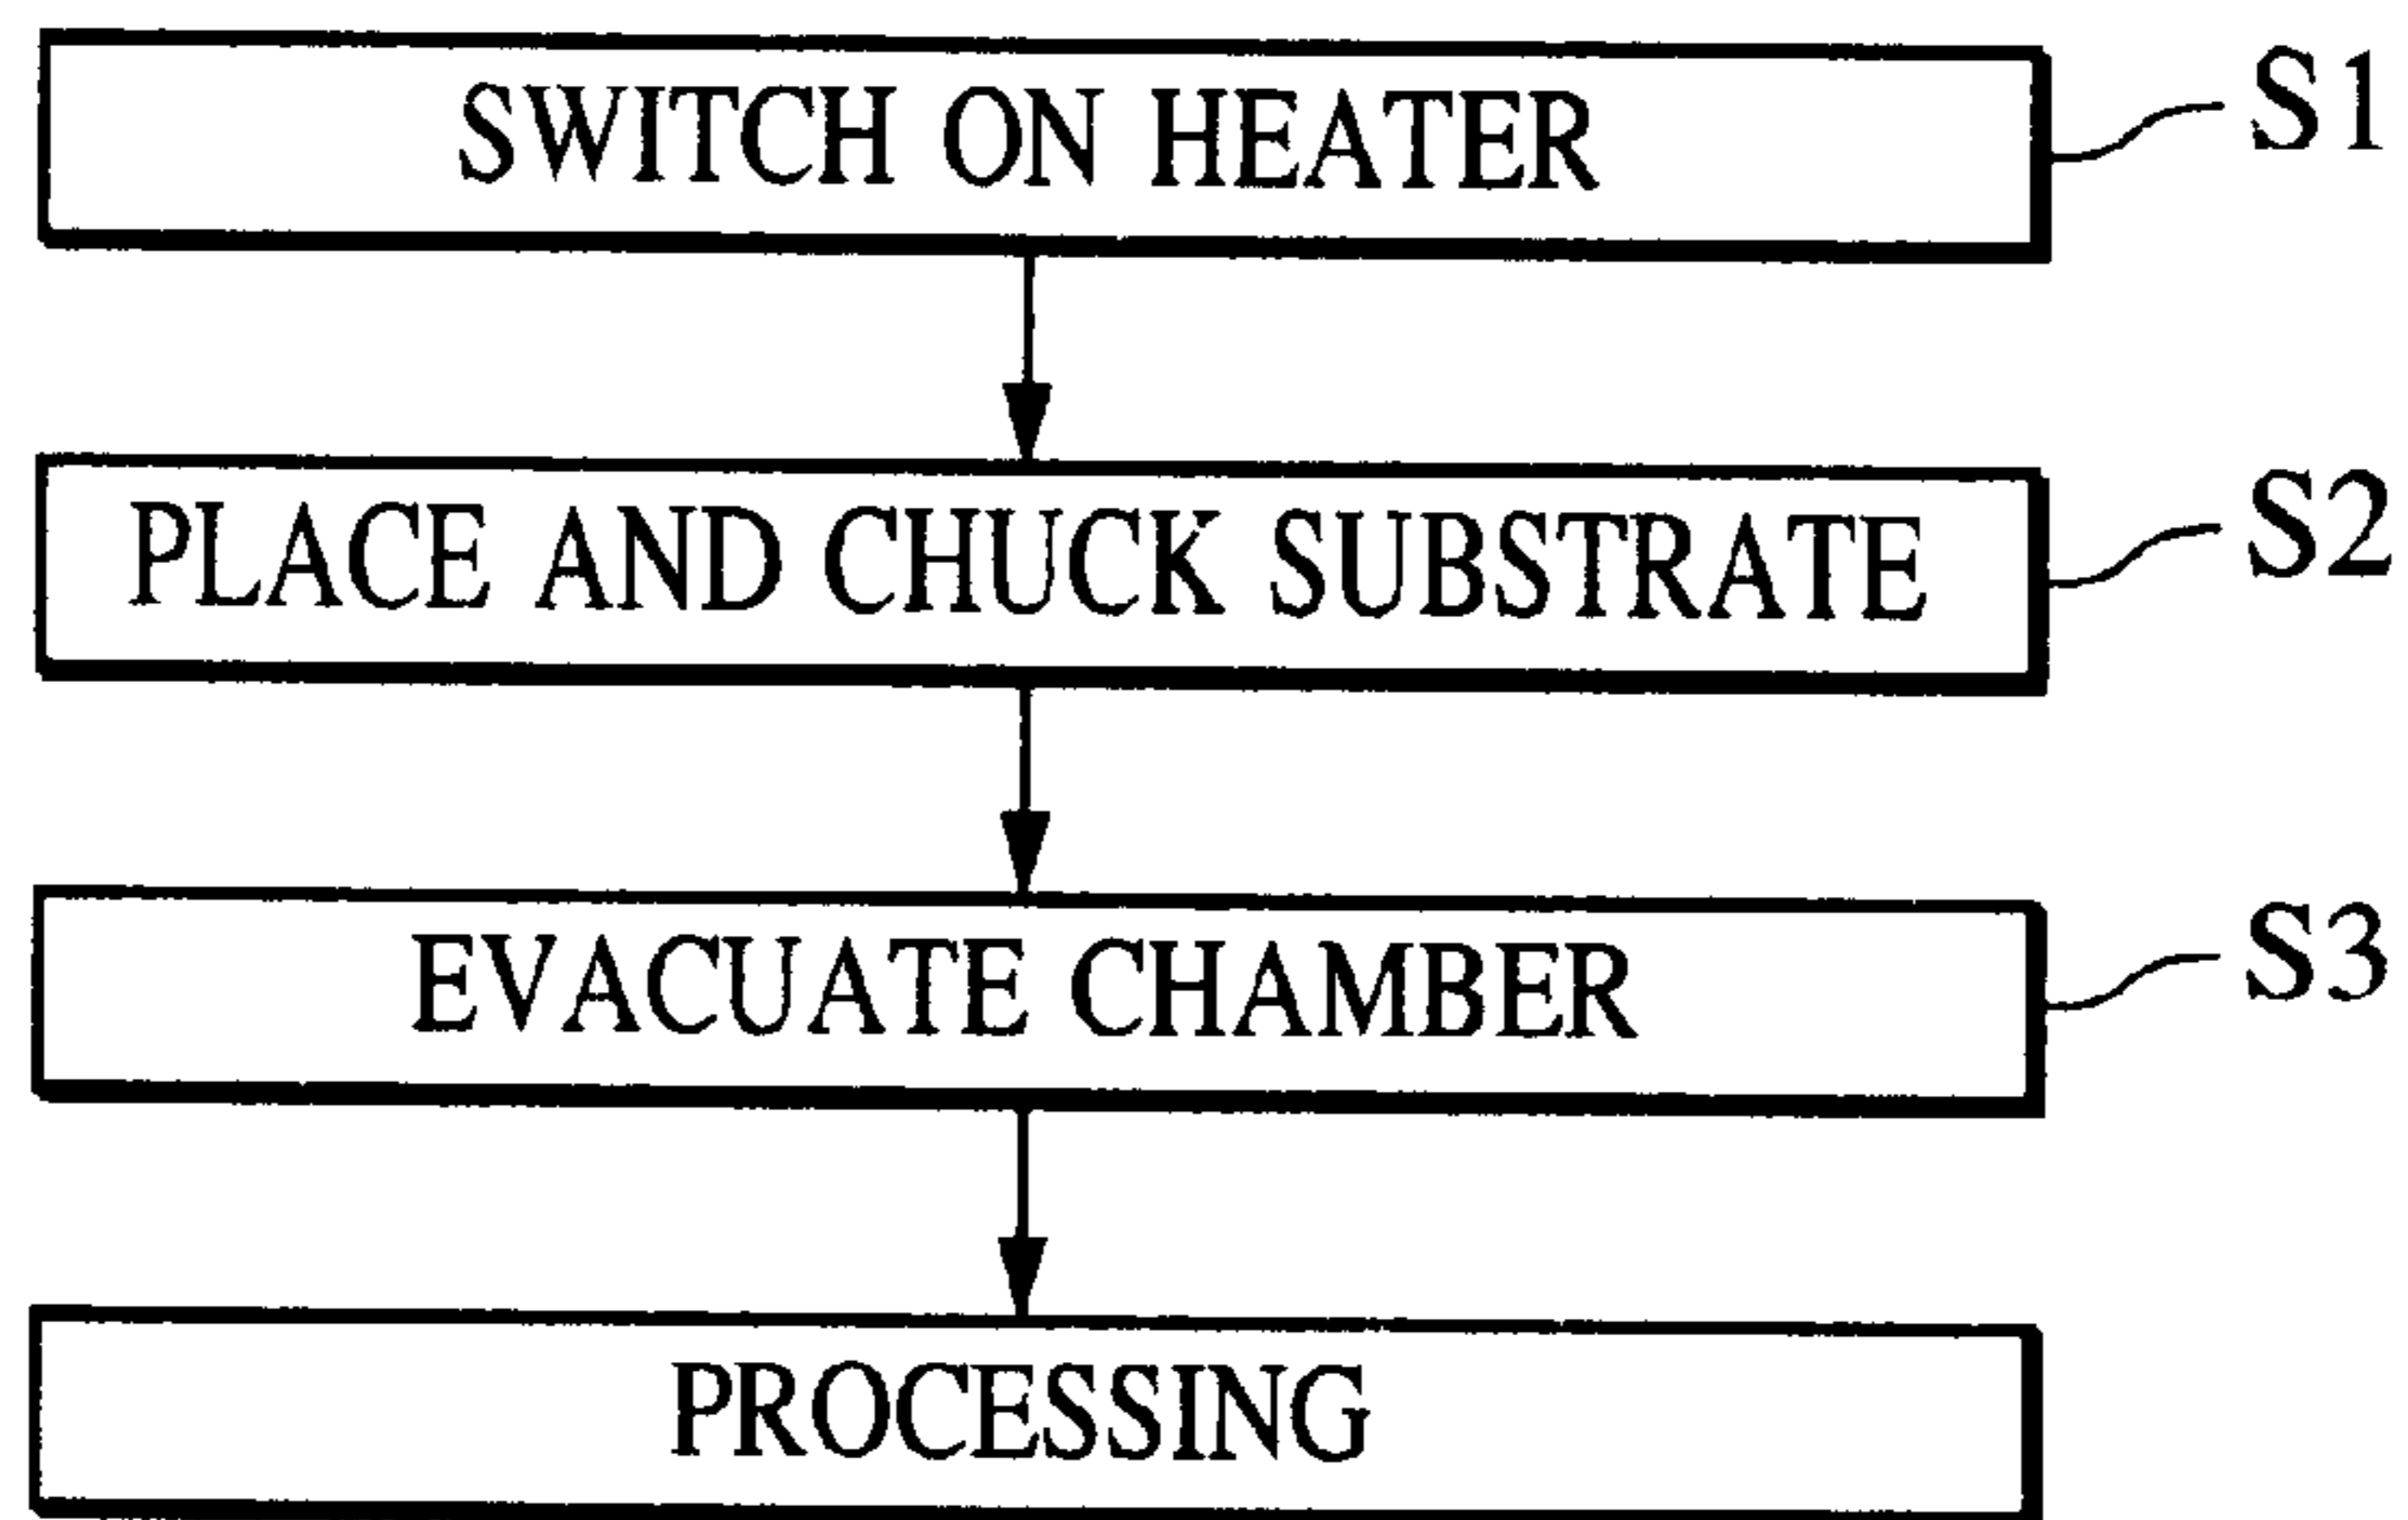 SWITCH ON HEATER
S1
PLACE AND CHUCK SUBSTRATE
S2
EVACUATE CHAMBER
S3
PROCESSING